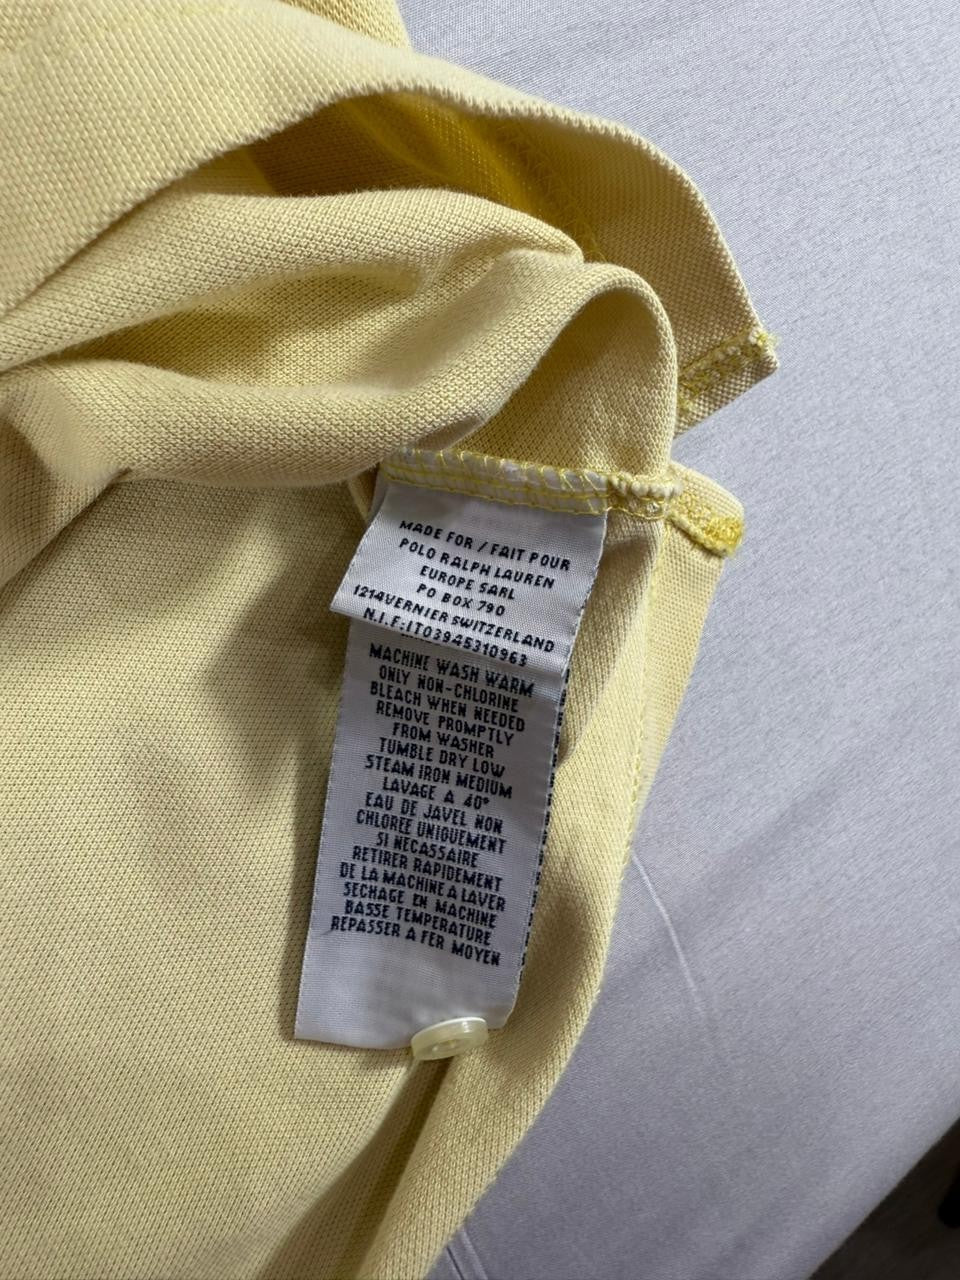 MADE FOR / FAIT POUR
POLO RALPH LAUREN
EUROPE SARL
PO BOX 790
1214VERNIER SWITZERLAND
N.I.F:IT03945310963
MACHINE WASH WARM
ONLY NON-CHLORINE
BLEACH WHEN NEEDED
REMOVE PROMPTLY
FROM WASHER
TUMBLE DRY LOW
STEAM IRON MEDIUM
LAVAGE A 40°
EAU DE JAVEL NON
CHLOREE UNIQUEMENT
SI NECASSAIRE
RETIRER RAPIDEMENT
DE LA MACHINE A LAVER
SECHAGE EN MACHINE
BASSE TEMPERATURE
REPASSER A FER MOYEN